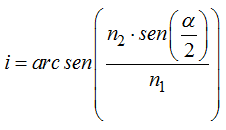 i = arc sen( n₂ · sen(α/2) / n₁ )